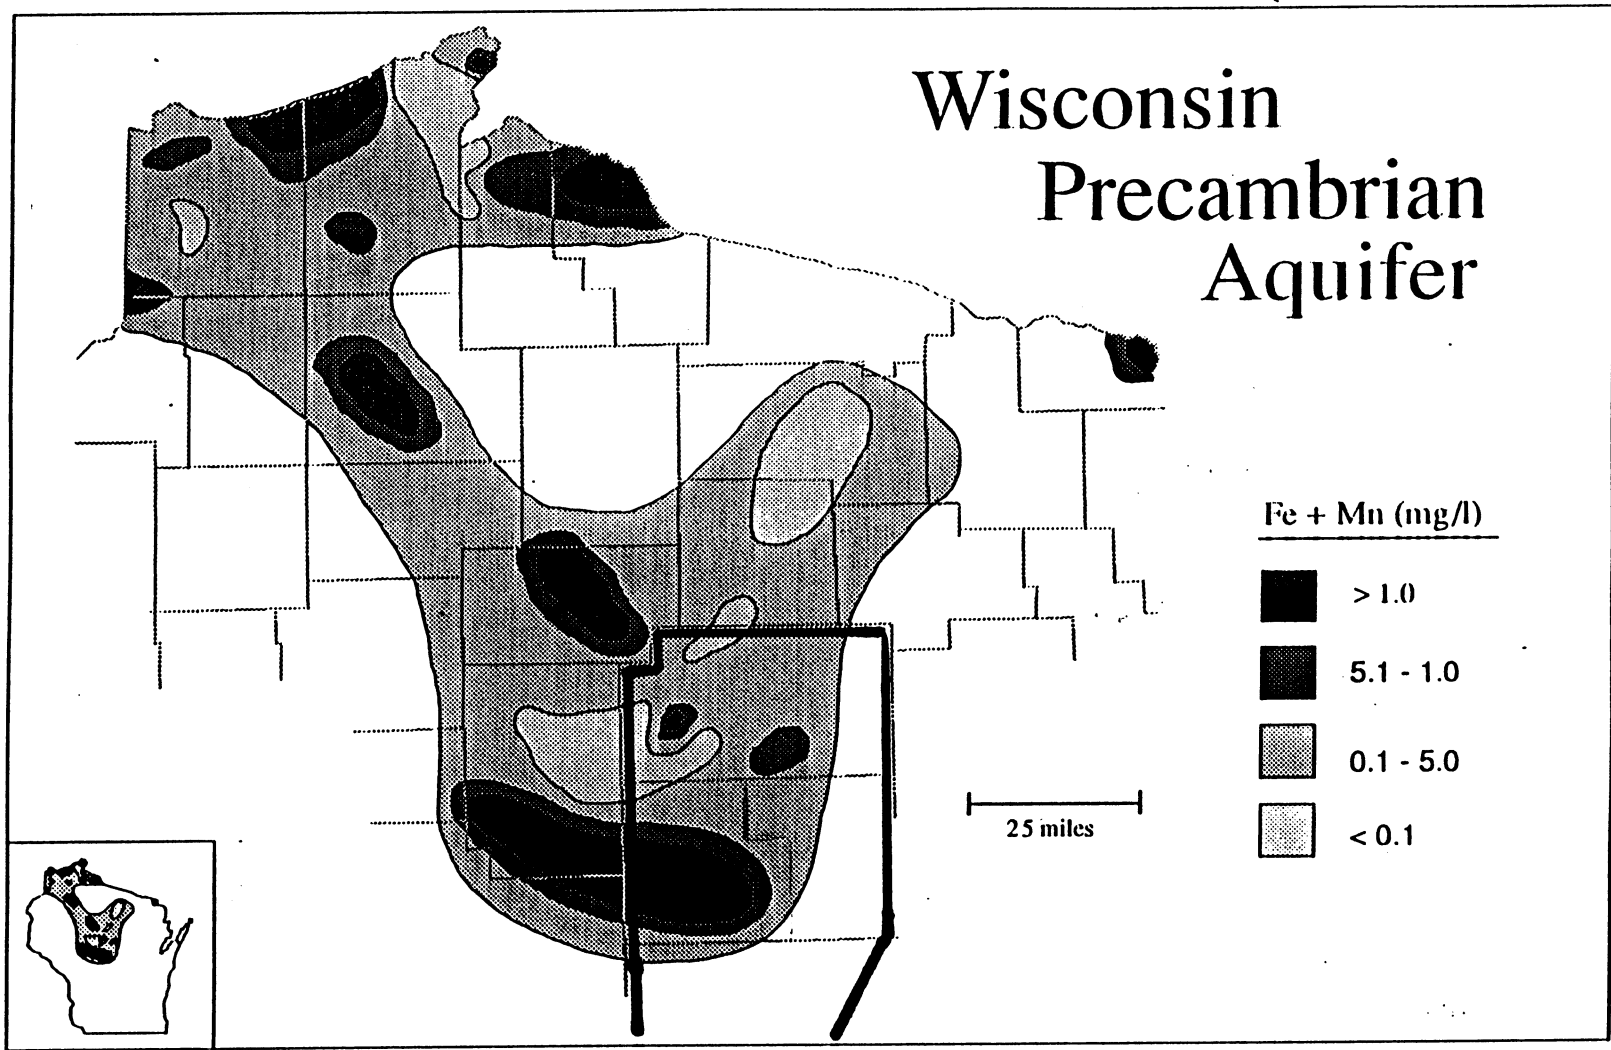 Wisconsin
Precambrian
Aquifer
Fe + Mn (mg/l)
> 1.0
5.1 - 1.0
0.1 - 5.0
< 0.1
25 miles